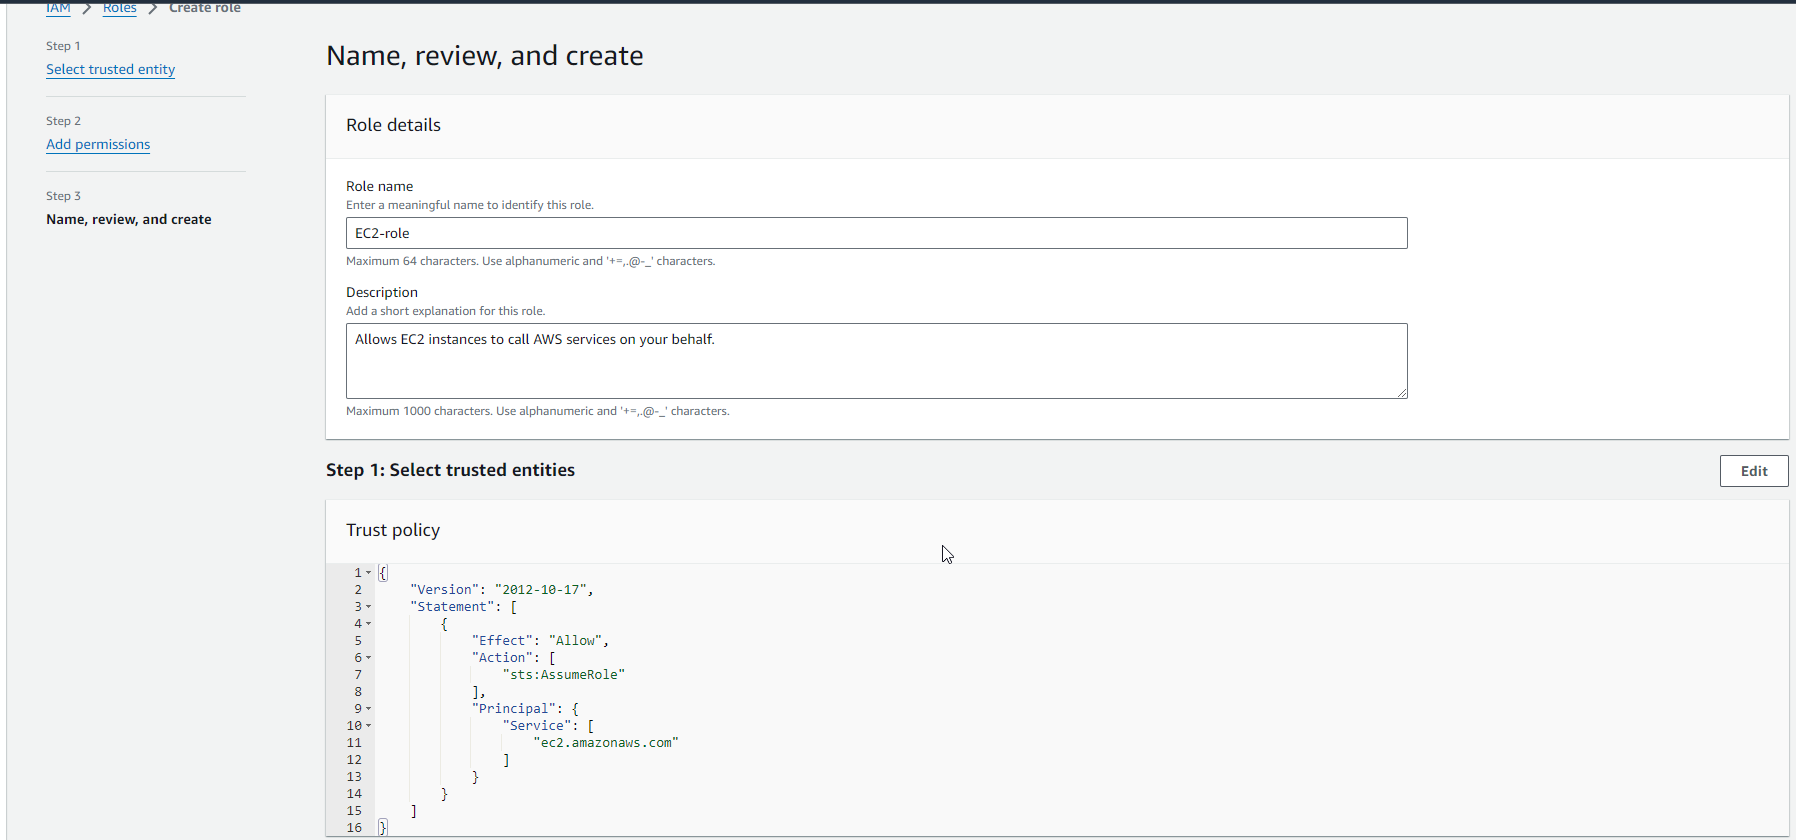 IAM > Roles > Create role
Step 1
Select trusted entity
Step 2
Add permissions
Step 3
Name, review, and create
Name, review, and create
Role details
Role name
Enter a meaningful name to identify this role.
EC2-role
Maximum 64 characters. Use alphanumeric and '+=,.@-_' characters.
Description
Add a short explanation for this role.
Allows EC2 instances to call AWS services on your behalf.
Maximum 1000 characters. Use alphanumeric and '+=,.@-_' characters.
Step 1: Select trusted entities
Edit
Trust policy
1 {
2     "Version": "2012-10-17",
3     "Statement": [
4         {
5             "Effect": "Allow",
6             "Action": [
7                 "sts:AssumeRole"
8             ],
9             "Principal": {
10                 "Service": [
11                     "ec2.amazonaws.com"
12                 ]
13             }
14         }
15     ]
16 }